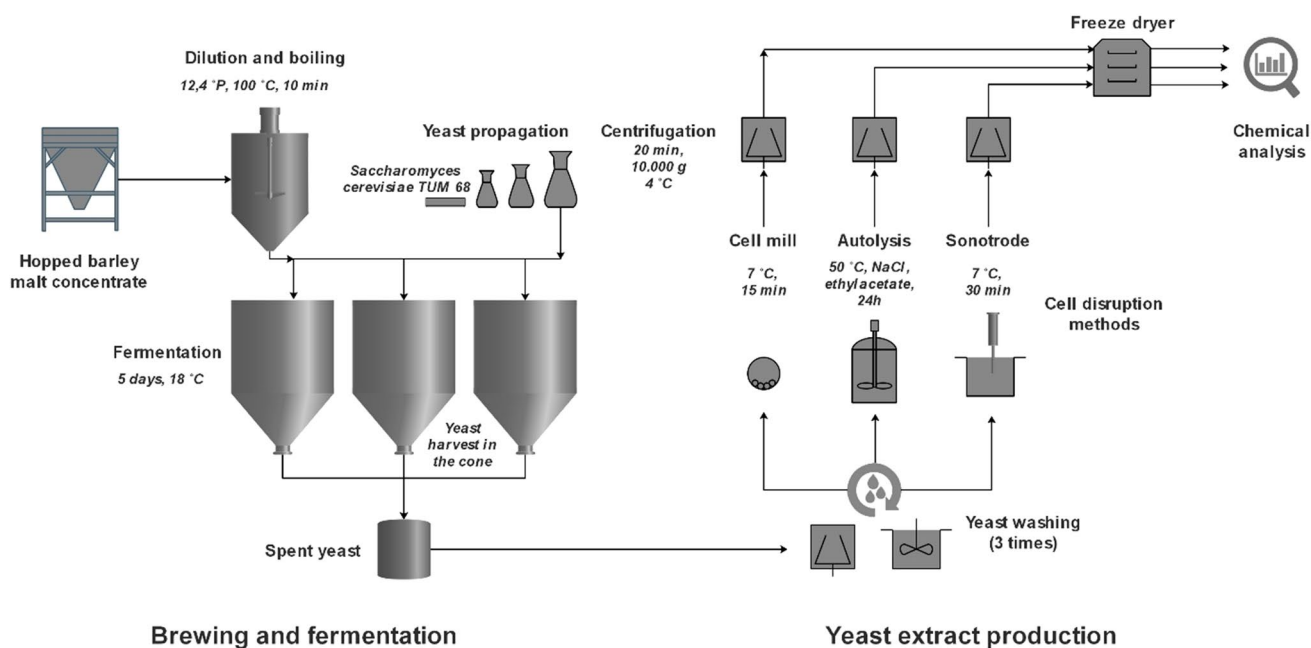 Freeze dryer
Dilution and boiling
12,4 °P, 100 °C, 10 min
Yeast propagation
Saccharomyces
cerevisiae TUM 68
Centrifugation
20 min,
10.000 g
4 °C
Chemical
analysis
Hopped barley
malt concentrate
Cell mill
7 °C,
15 min
Autolysis
50 °C, NaCl,
ethyl acetate,
24h
Sonotrode
7 °C,
30 min
Cell disruption
methods
Fermentation
5 days, 18 °C
Yeast
harvest in
the cone
Spent yeast
Yeast washing
(3 times)
Brewing and fermentation
Yeast extract production